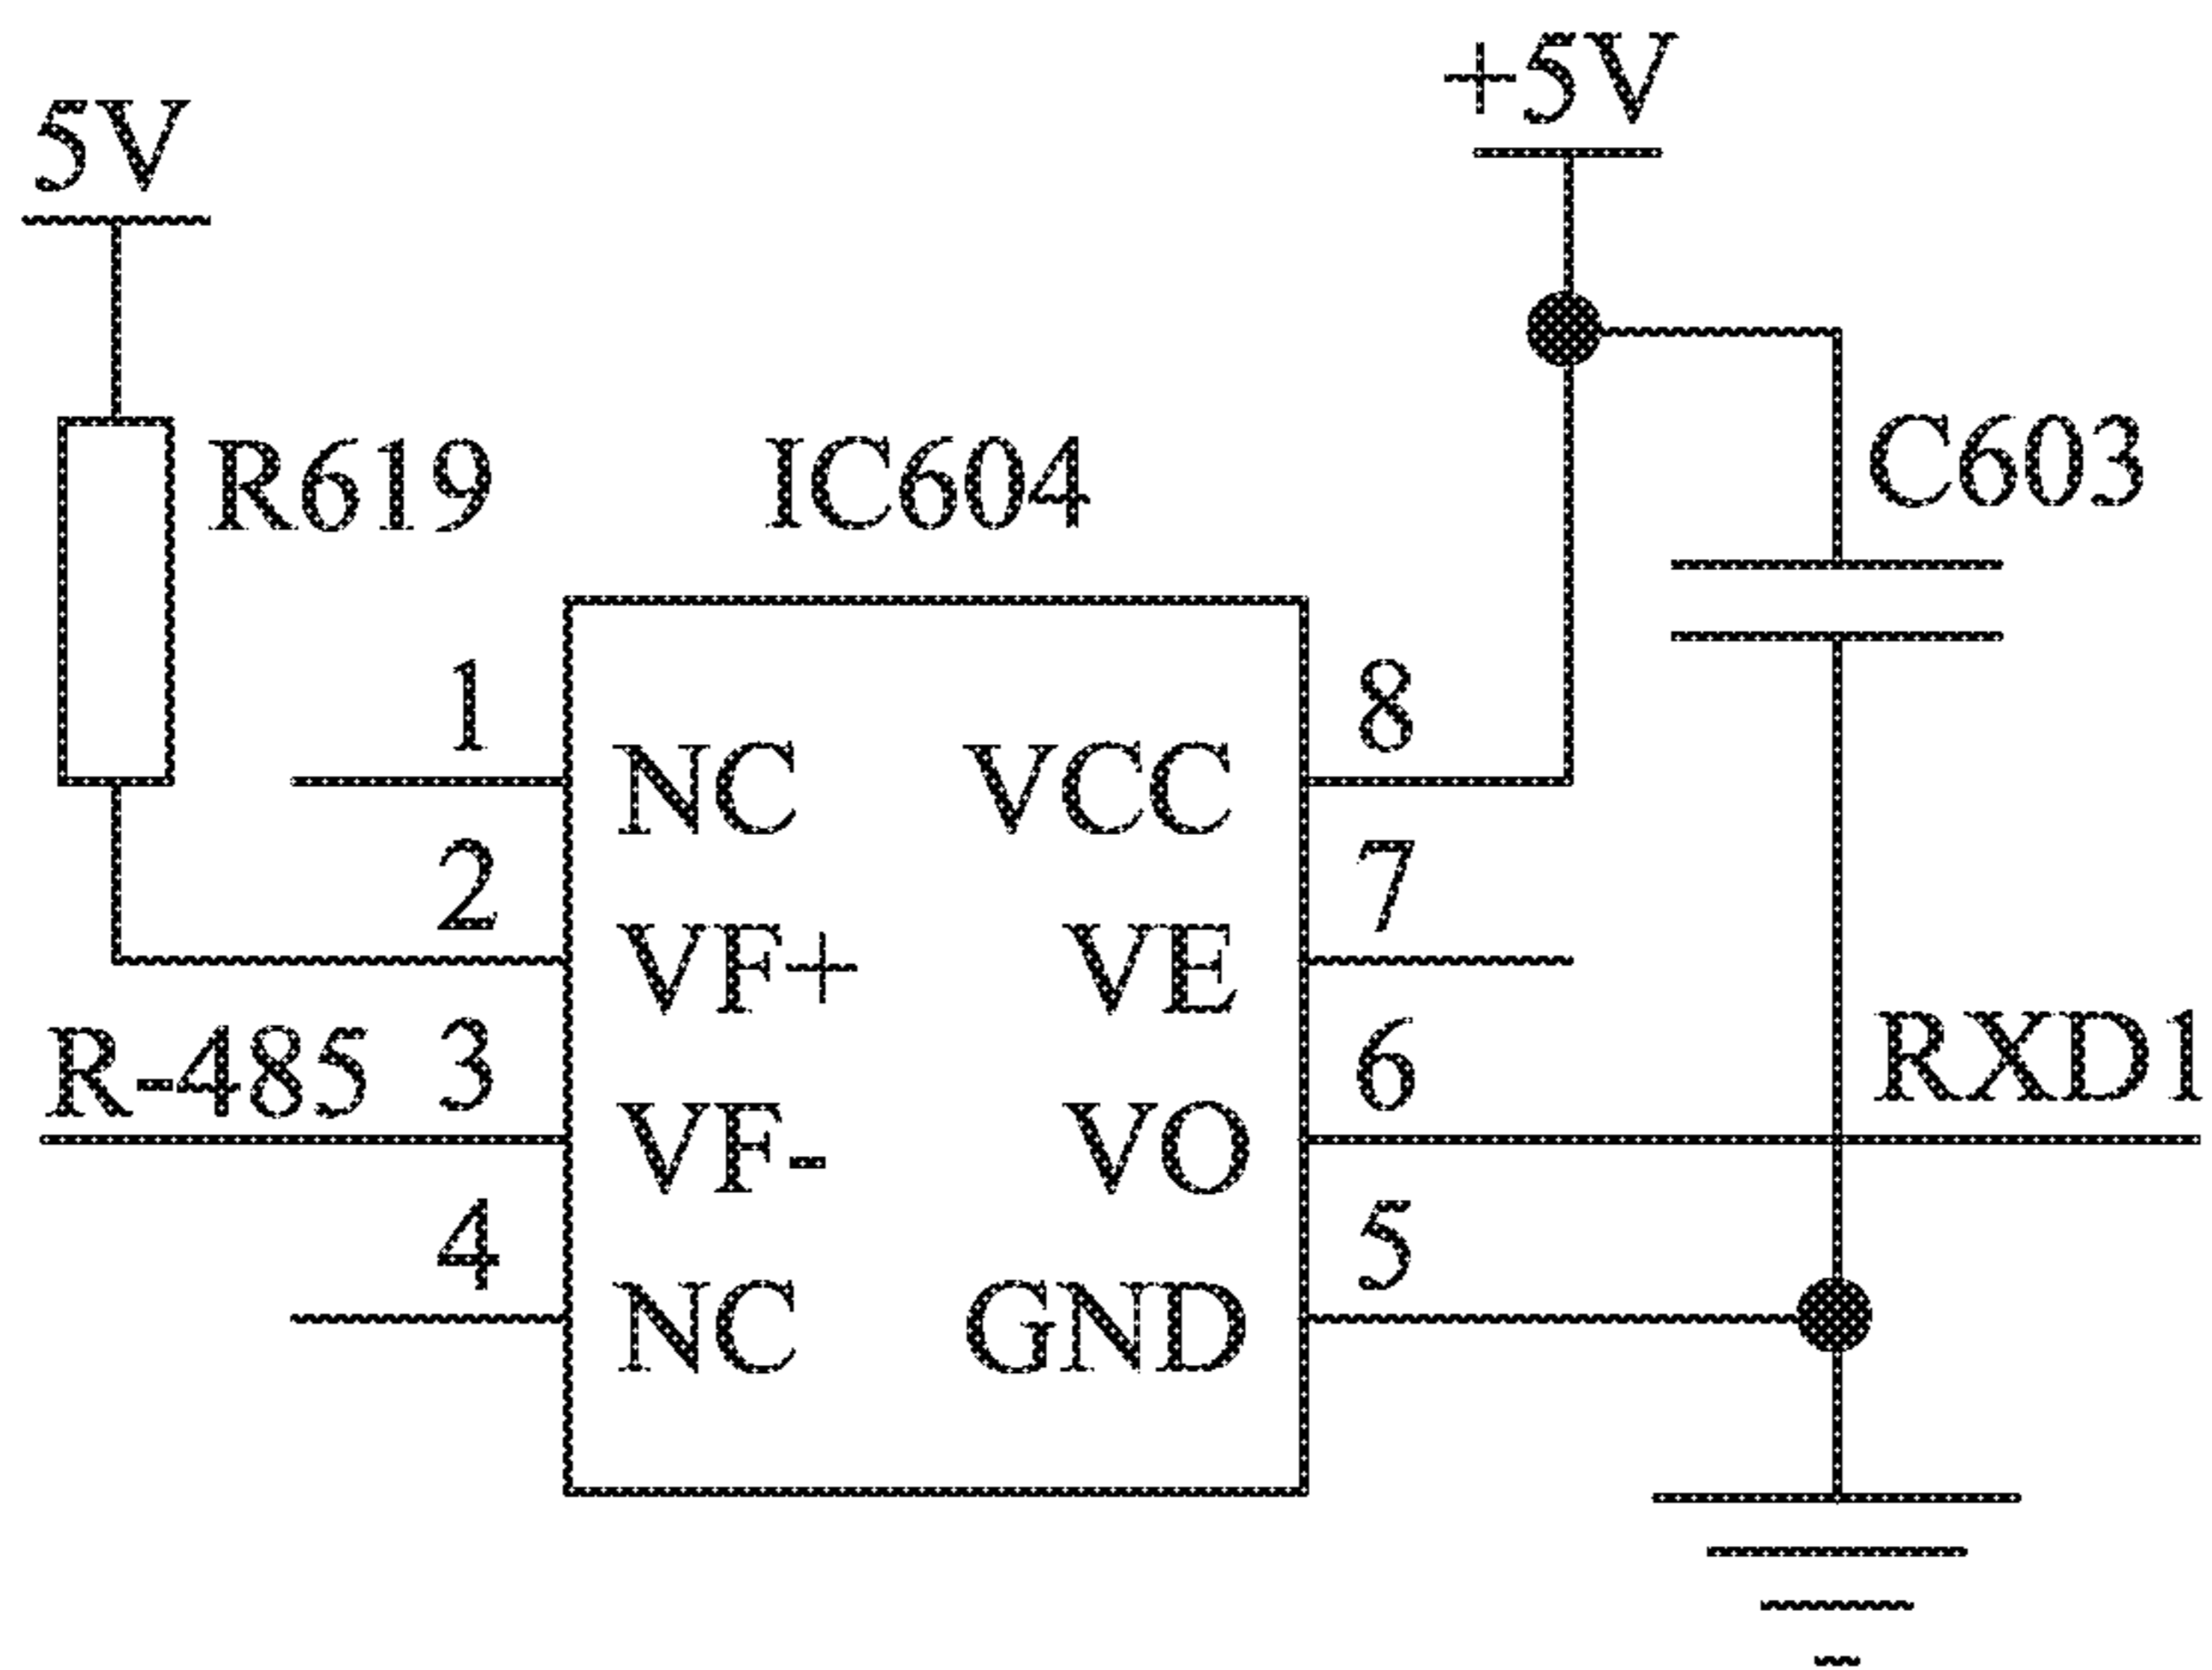 +5V
5V
R619
IC604
C603
1
8
NC VCC
2
7
VF+ VE
R-485
3
6
RXD1
VF- VO
4
5
NC GND